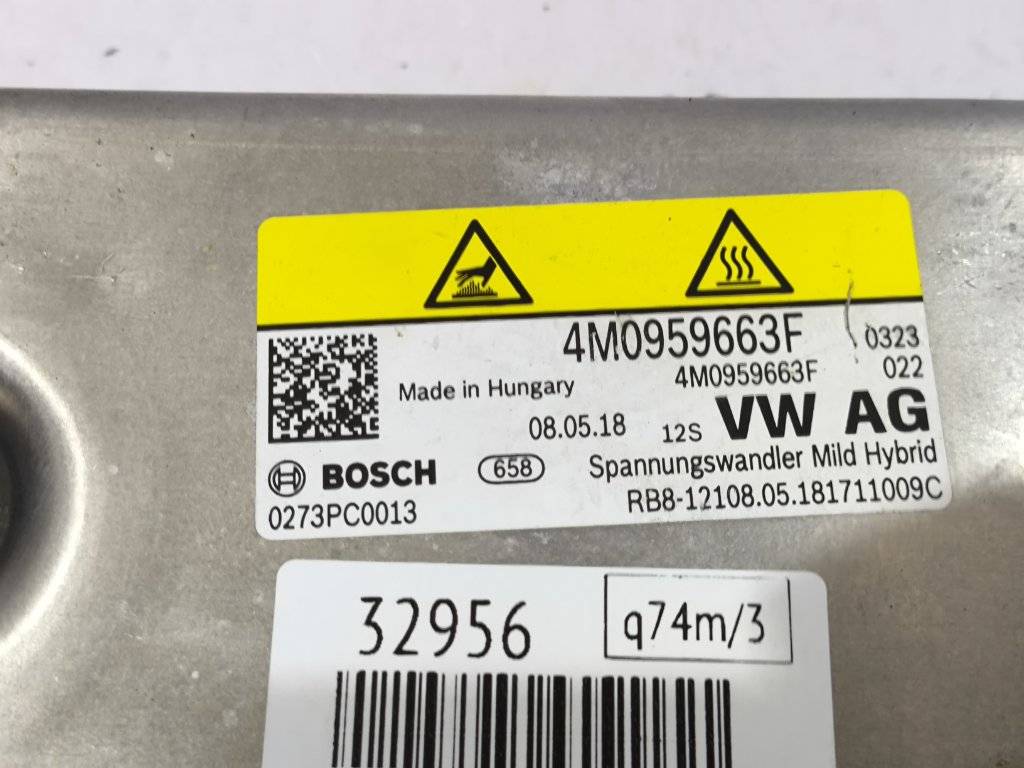 4M0959663F 0323
4M0959663F 022
Made in Hungary
08.05.18 12S VW AG
BOSCH 658 Spannungswandler Mild Hybrid
0273PC0013 RB8-12108.05.181711009C
32956 q74m/3